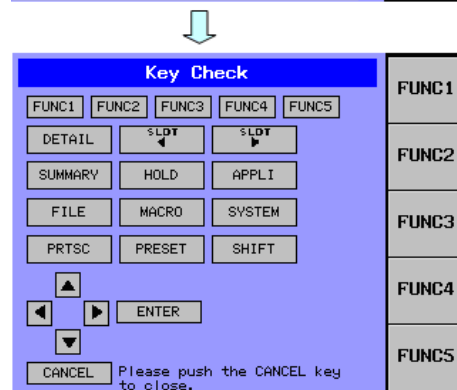 Key Check
FUNC1 FUNC2 FUNC3 FUNC4 FUNC5
DETAIL SLOT ◀ SLOT ▶
SUMMARY HOLD APPLI
FILE MACRO SYSTEM
PRTSC PRESET SHIFT
▲
◀ ▶ ENTER
▼
CANCEL Please push the CANCEL key
to close.
FUNC1
FUNC2
FUNC3
FUNC4
FUNC5